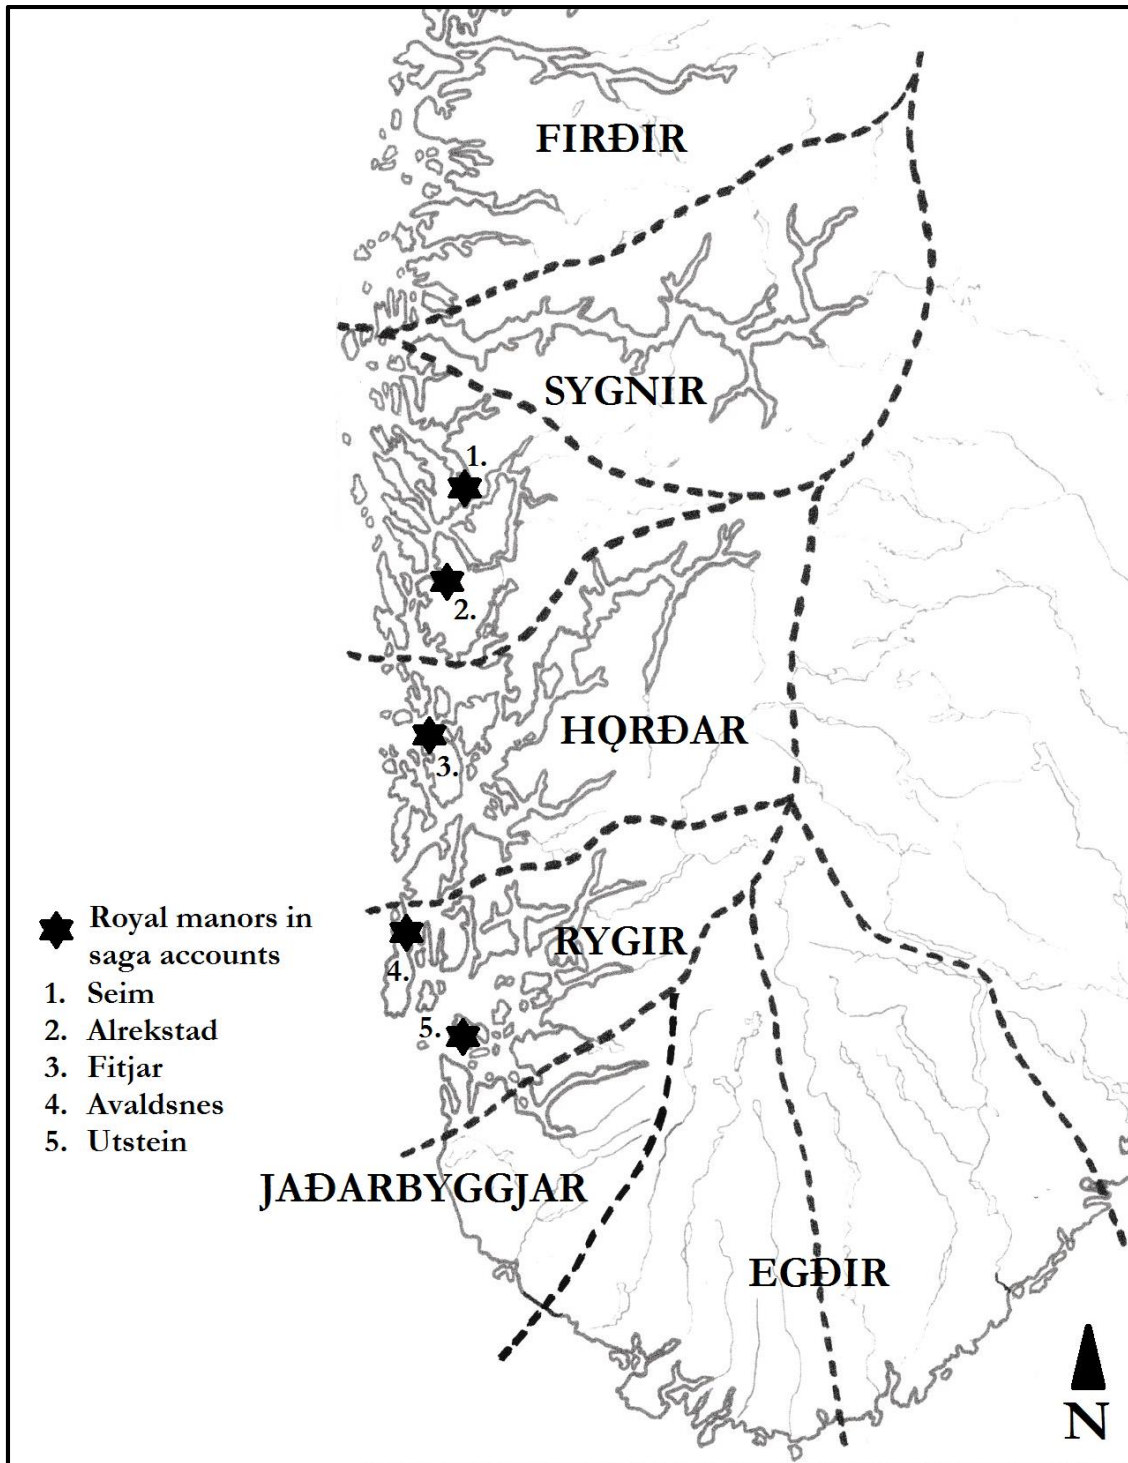 FIRÐIR
SYGNIR
1.
2.
HǪRÐAR
3.
Royal manors in
saga accounts
1. Seim
2. Alrekstad
3. Fitjar
4. Avaldsnes
5. Utstein
RYGIR
4.
5.
JAÐARBYGGJAR
EGÐIR
N